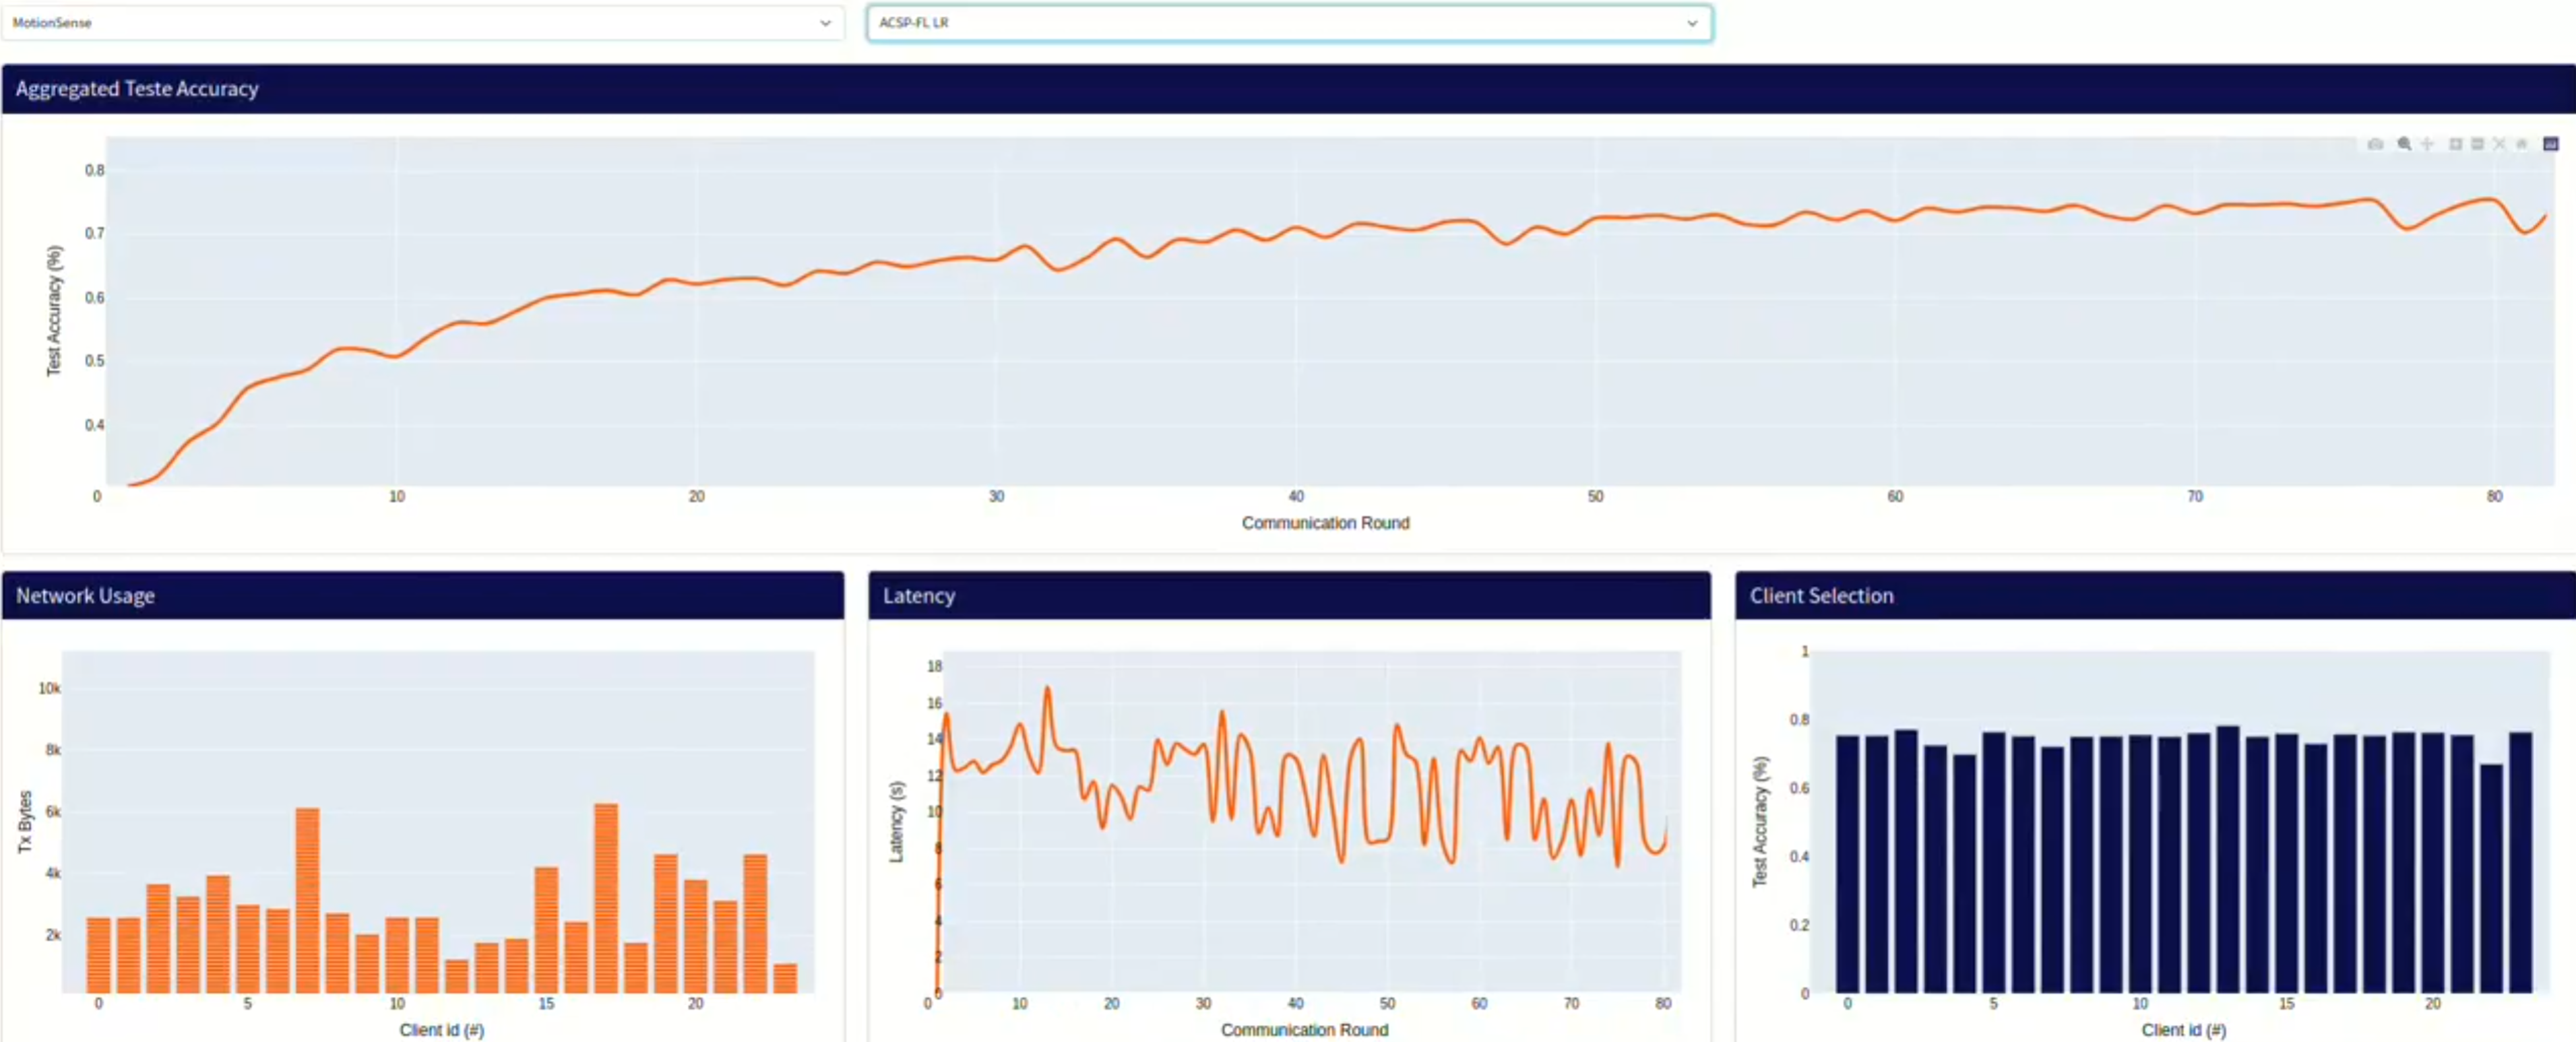 MotionSense
ACSP-FL LR
Aggregated Teste Accuracy
0.8
0.7
0.6
0.5
0.4
Test Accuracy (%)
0 10 20 30 40 50 60 70 80
Communication Round
Network Usage
10k
8k
6k
4k
2k
Tx Bytes
0 5 10 15 20
Client id (#)
Latency
18
16
14
12
10
8
6
4
2
0
Latency (s)
0 10 20 30 40 50 60 70 80
Communication Round
Client Selection
1
0.8
0.6
0.4
0.2
0
Test Accuracy (%)
0 5 10 15 20
Client id (#)